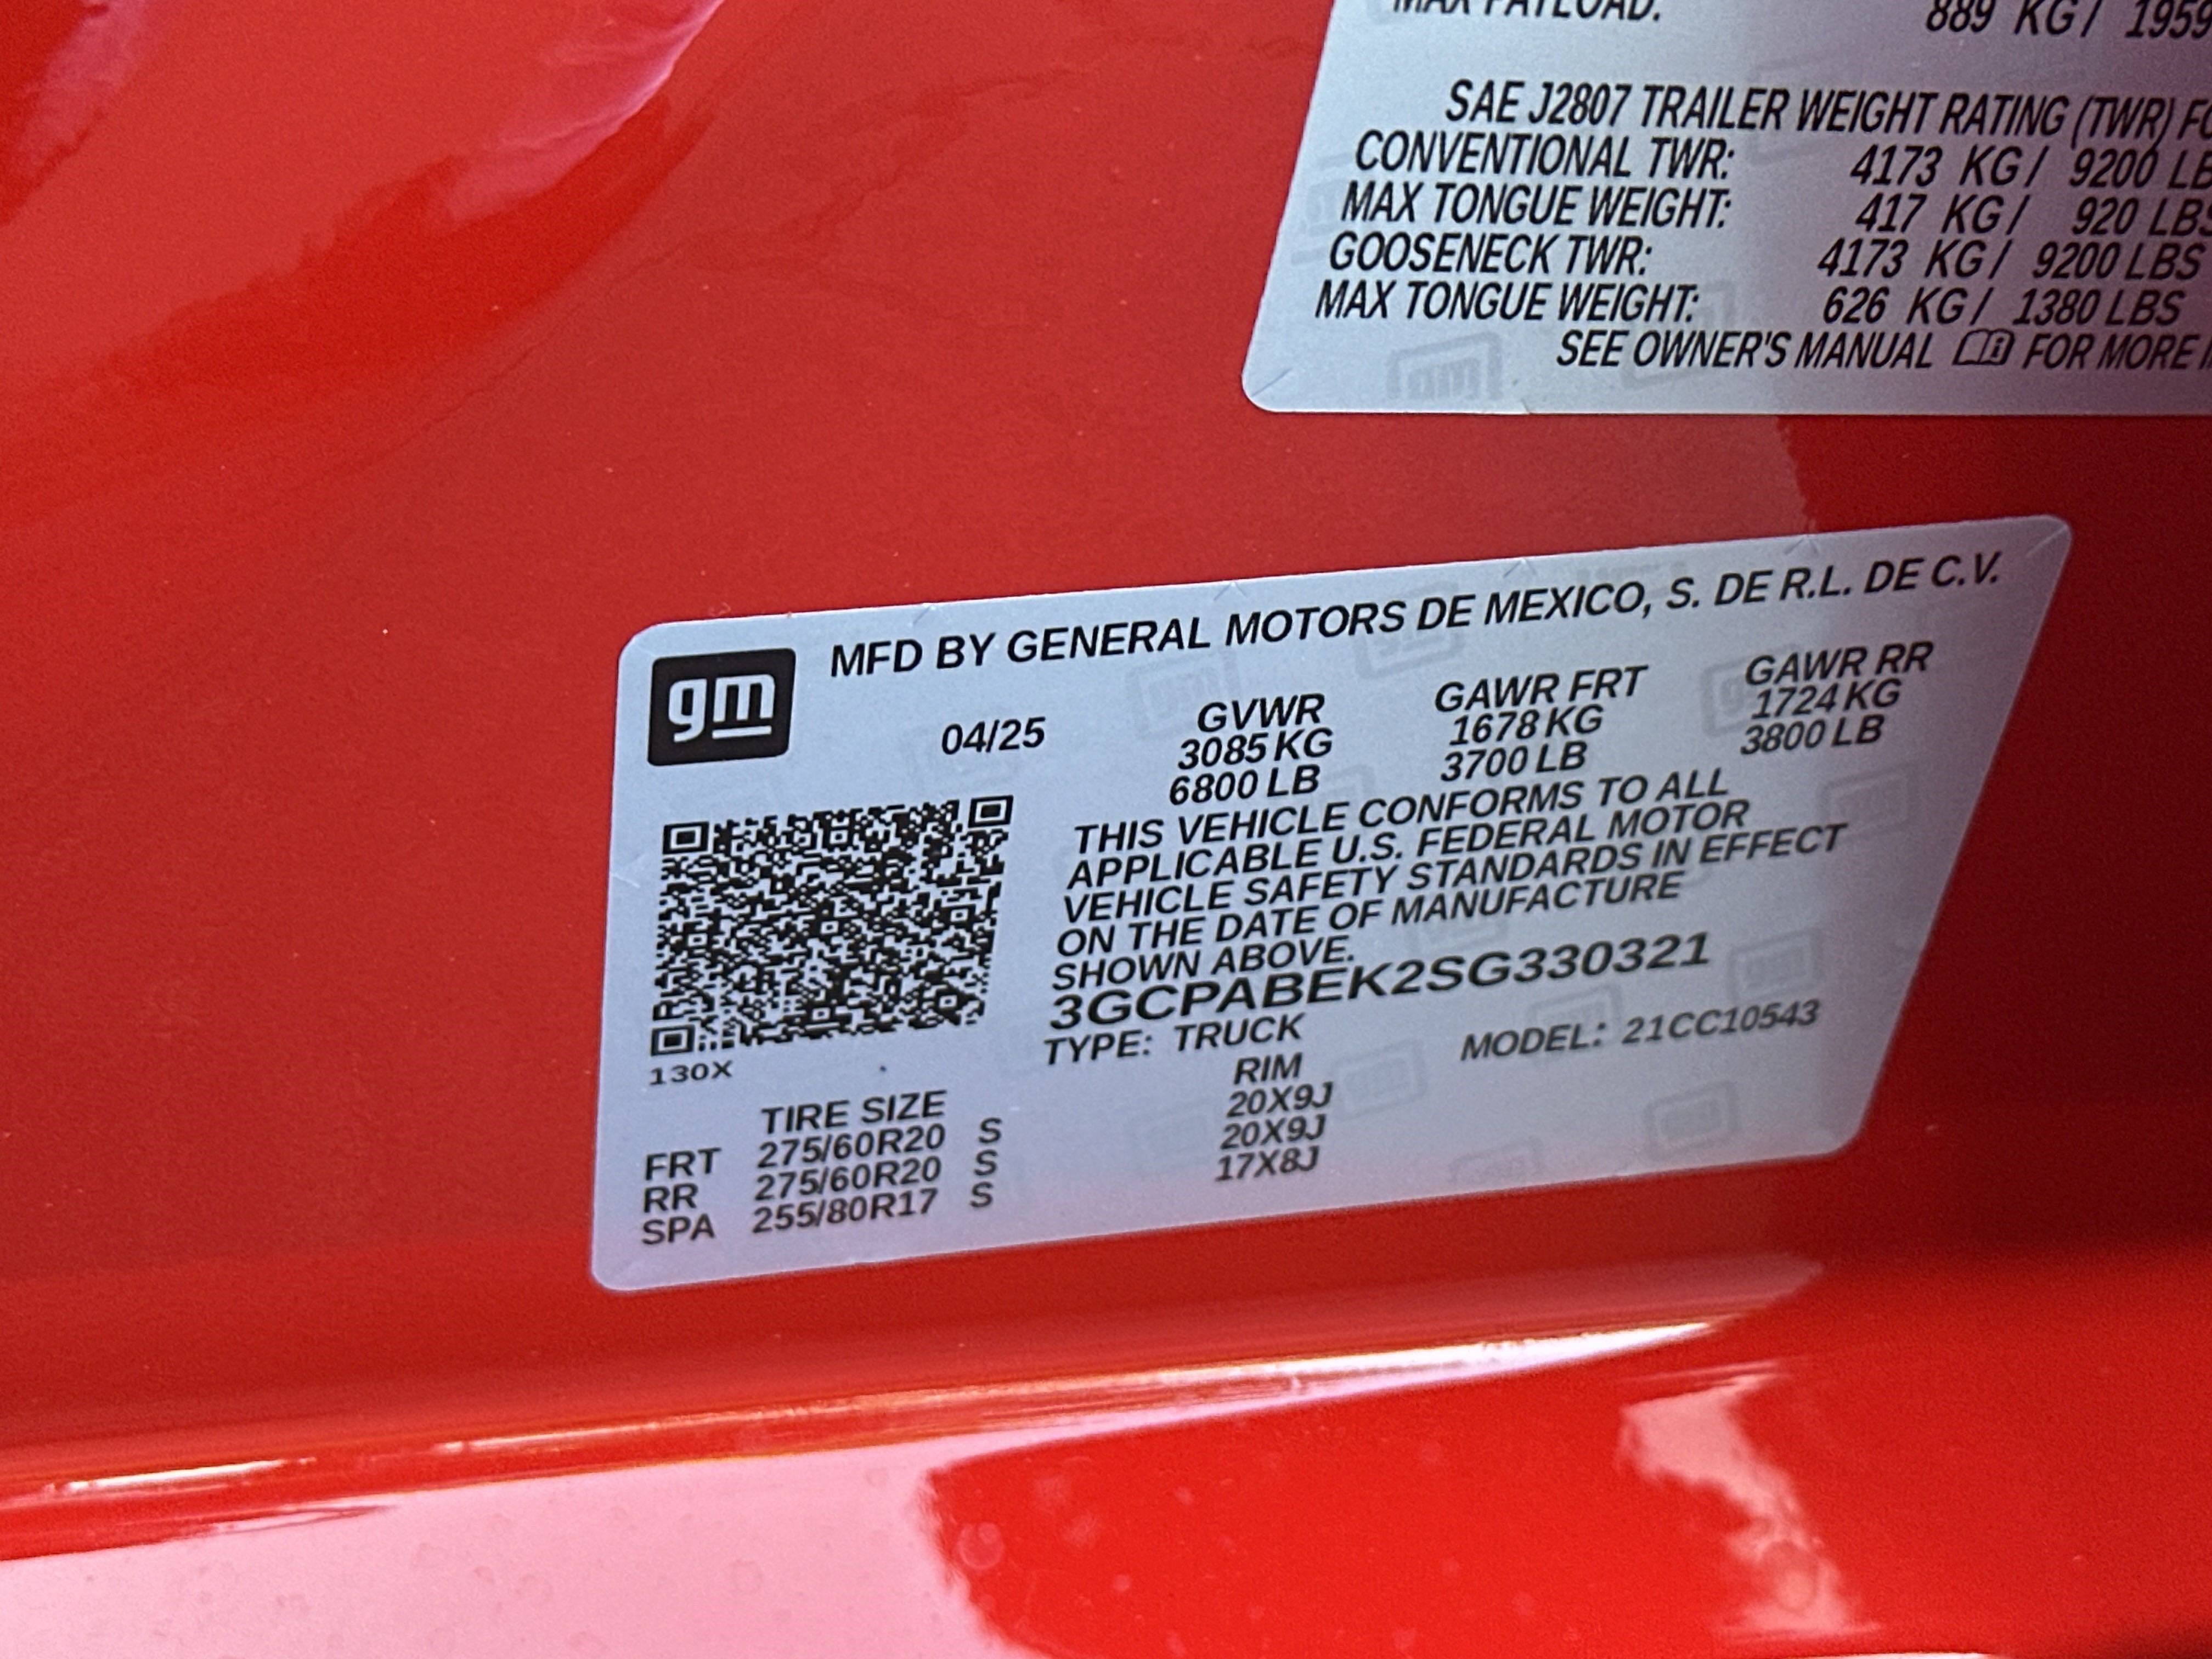 MAX PAYLOAD: 889 KG / 1959
SAE J2807 TRAILER WEIGHT RATING (TWR)
CONVENTIONAL TWR: 4173 KG / 9200
MAX TONGUE WEIGHT: 417 KG / 920 LBS
GOOSENECK TWR: 4173 KG / 9200 LBS
MAX TONGUE WEIGHT: 626 KG / 1380 LBS
SEE OWNER'S MANUAL FOR MORE
gm
MFD BY GENERAL MOTORS DE MEXICO, S. DE R.L. DE C.V.
04/25 GVWR GAWR FRT GAWR RR
3085 KG 1678 KG 1724 KG
6800 LB 3700 LB 3800 LB
THIS VEHICLE CONFORMS TO ALL
APPLICABLE U.S. FEDERAL MOTOR
VEHICLE SAFETY STANDARDS IN EFFECT
ON THE DATE OF MANUFACTURE
SHOWN ABOVE.
3GCPABEK2SG330321
TYPE: TRUCK MODEL: 21CC10543
130X
TIRE SIZE RIM
FRT 275/60R20 S 20X9J
RR 275/60R20 S 20X9J
SPA 255/80R17 S 17X8J